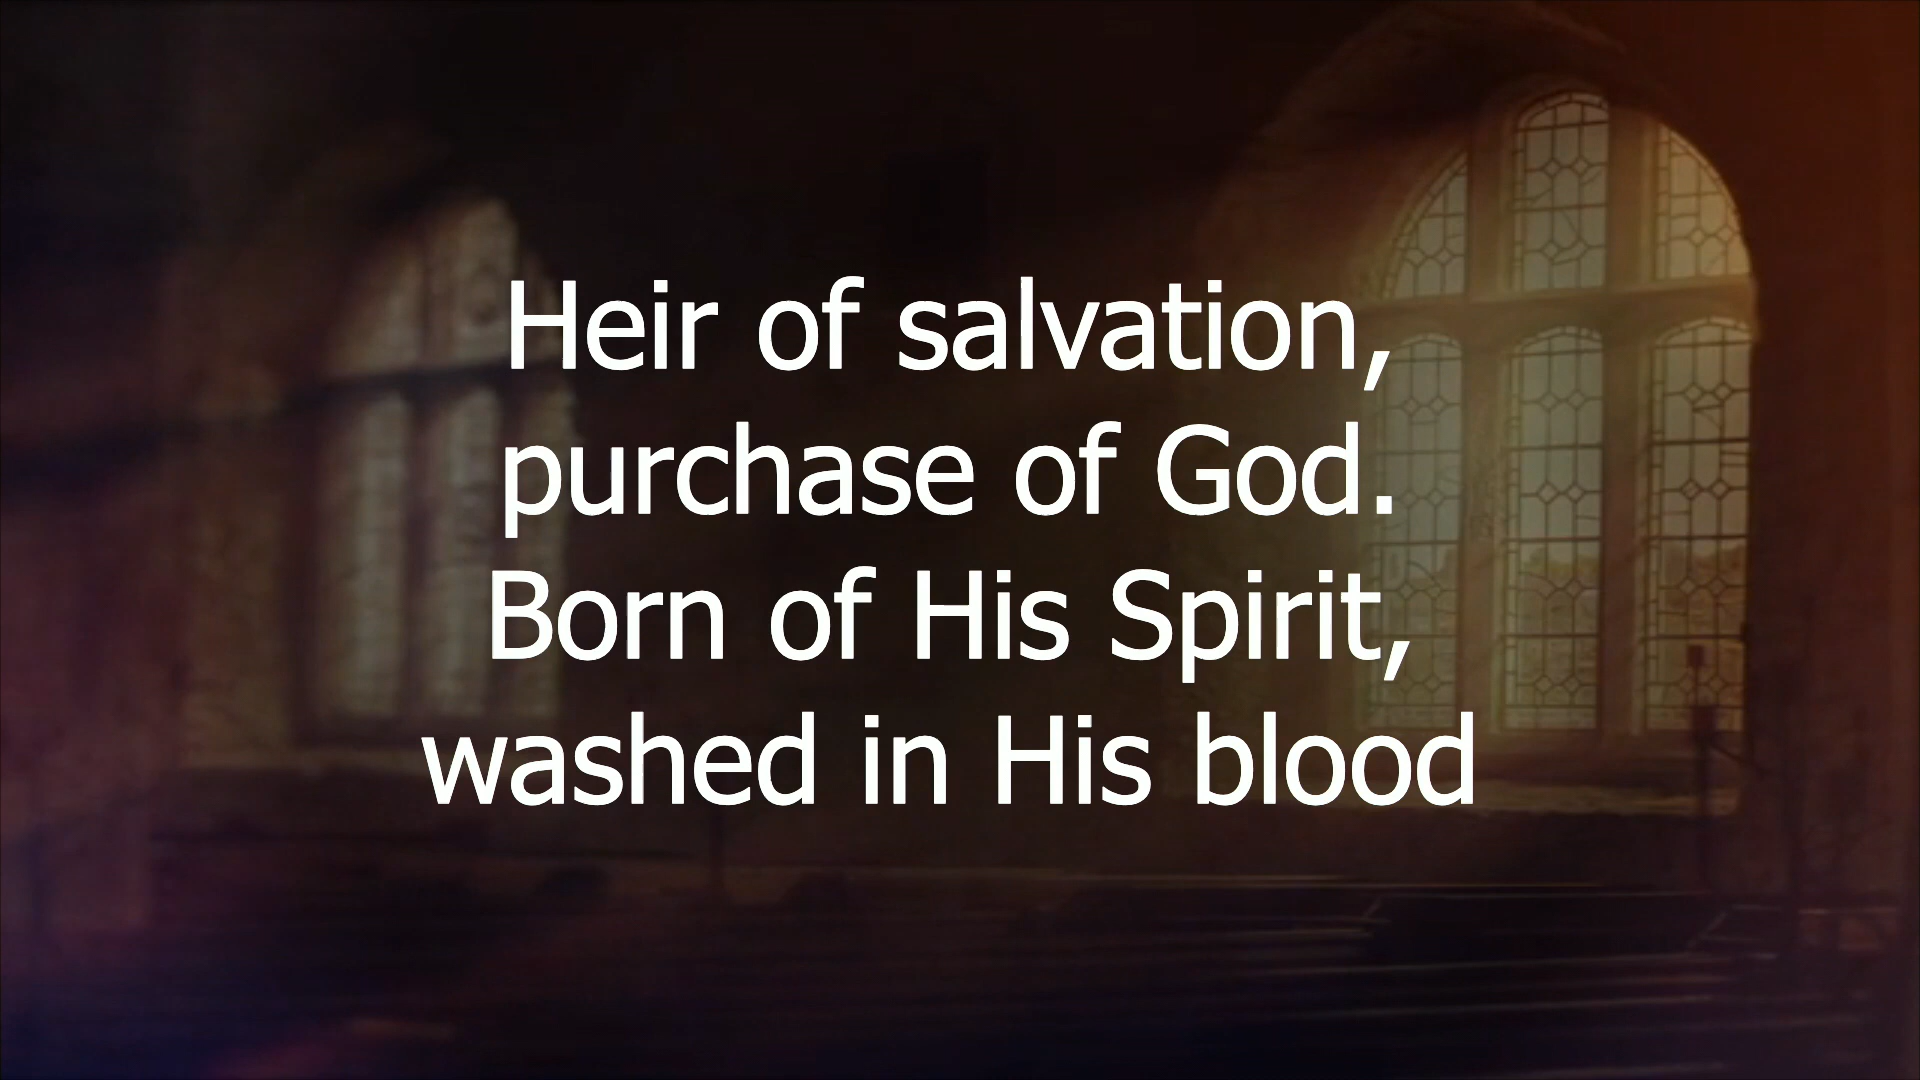 Heir of salvation,
purchase of God.
Born of His Spirit,
washed in His blood